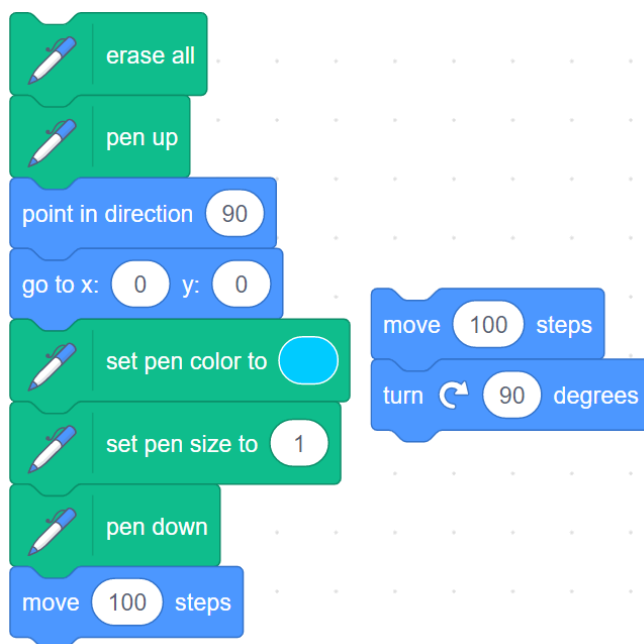 erase all
pen up
point in direction 90
go to x: 0 y: 0
set pen color to
set pen size to 1
pen down
move 100 steps
move 100 steps
turn 90 degrees